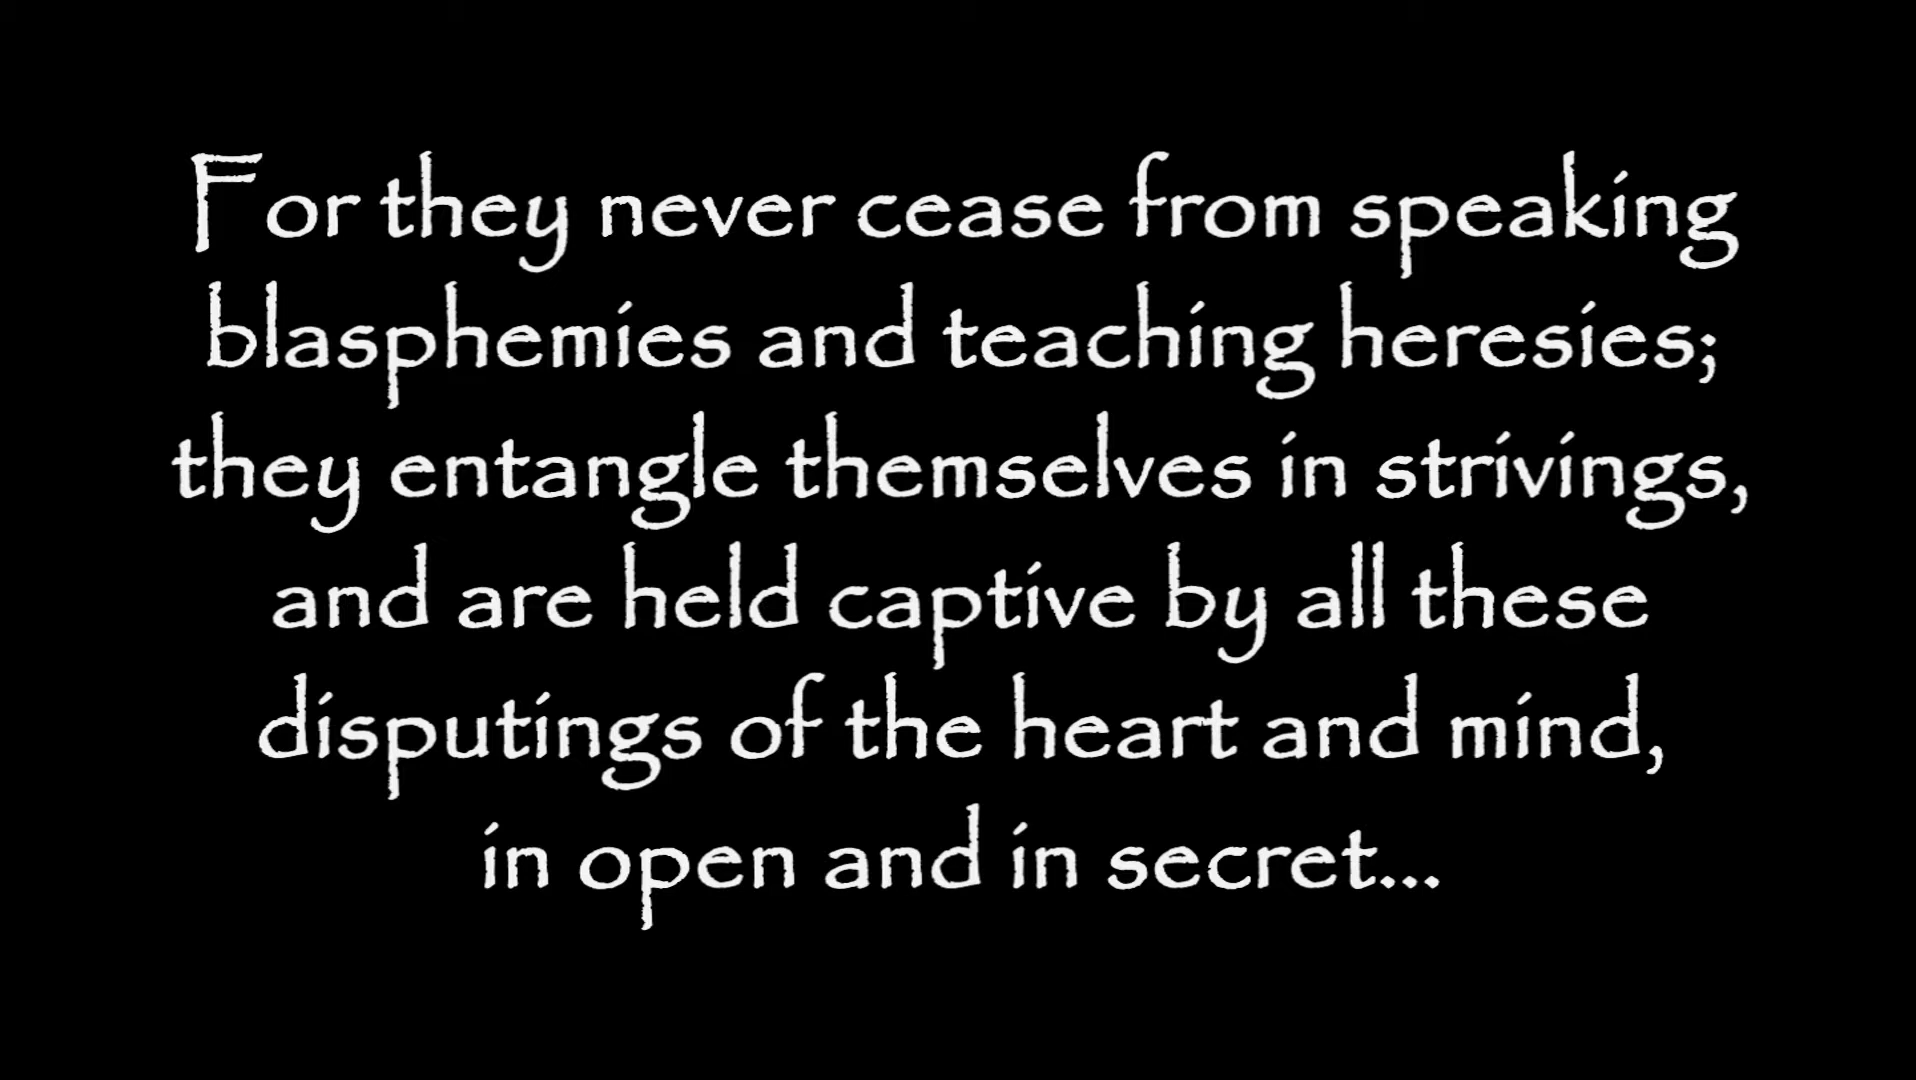 For they never cease from speaking
blasphemies and teaching heresies;
they entangle themselves in strivings,
and are held captive by all these
disputings of the heart and mind,
in open and in secret...